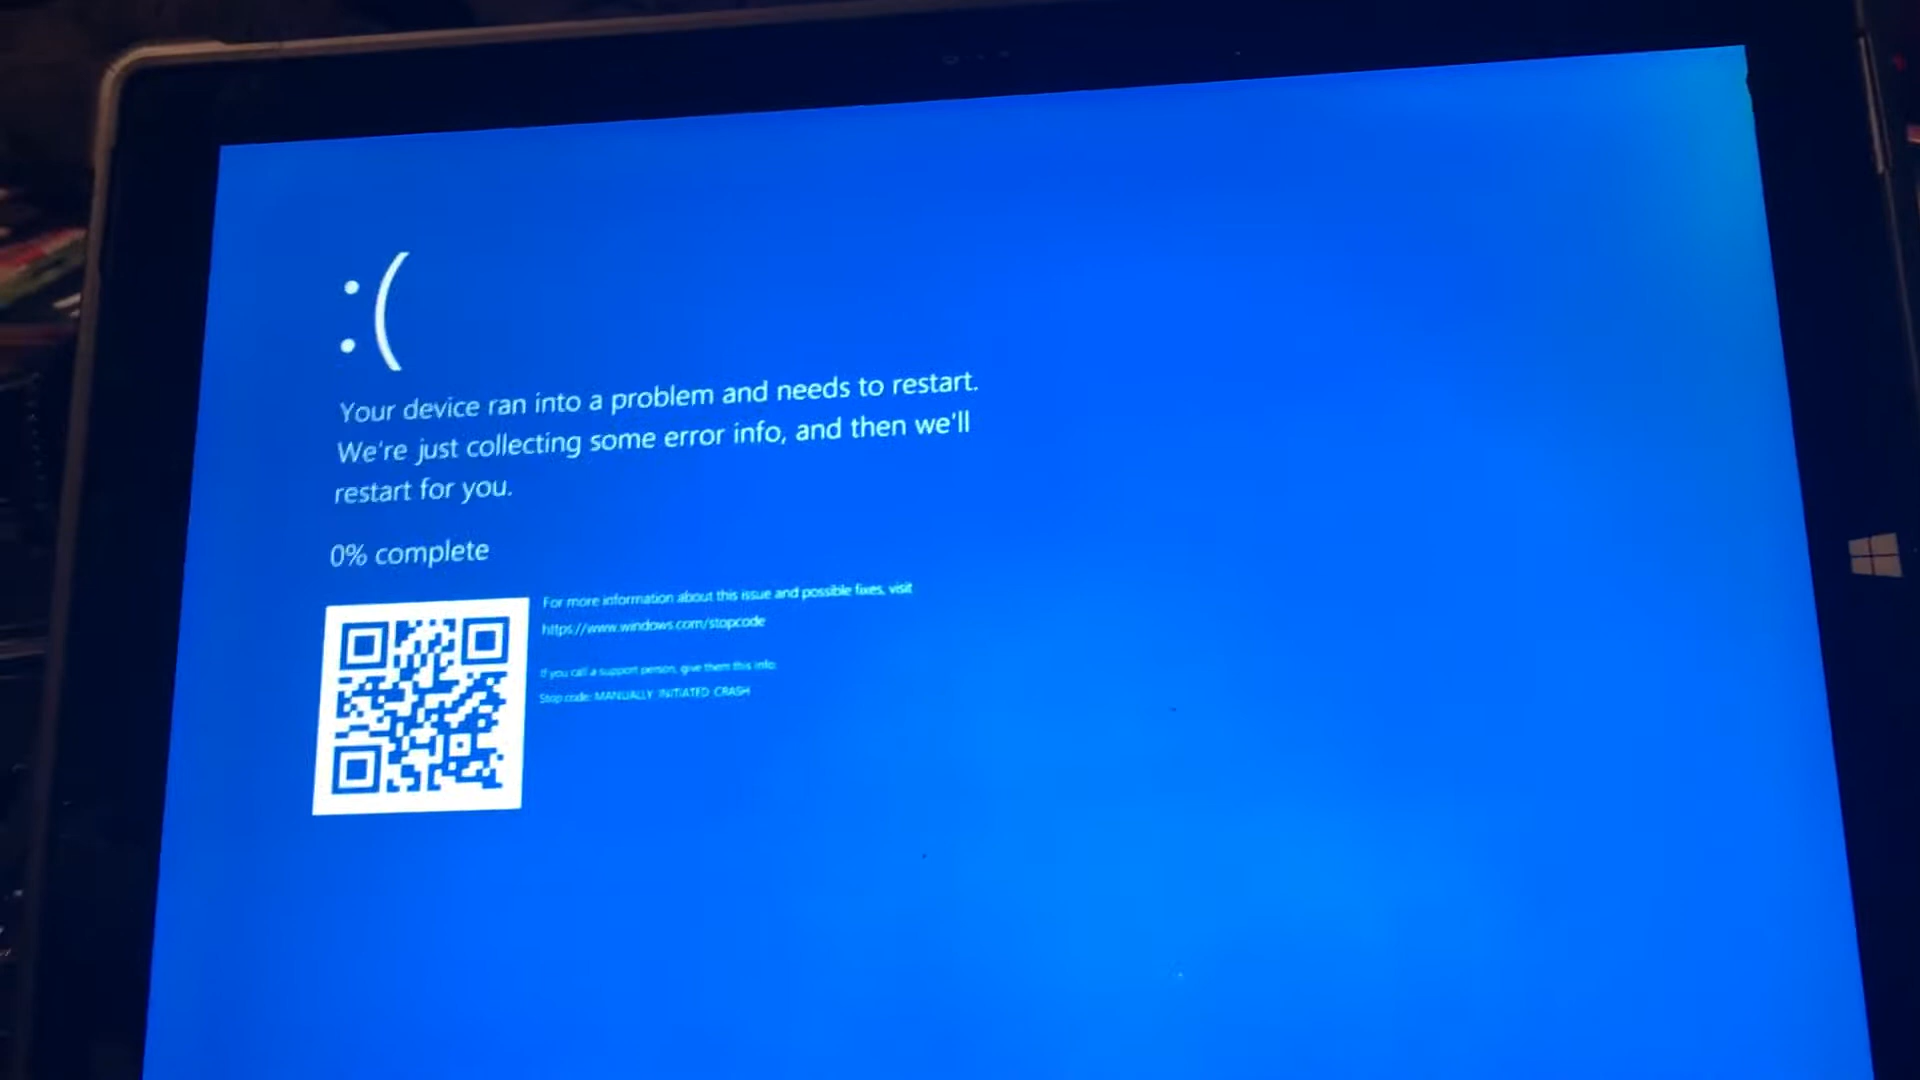 :(
Your device ran into a problem and needs to restart.
We're just collecting some error info, and then we'll
restart for you.
0% complete
For more information about this issue and possible fixes, visit
https://www.windows.com/stopcode
If you call a support person, give them this info:
Stop code: MANUALLY INITIATED CRASH